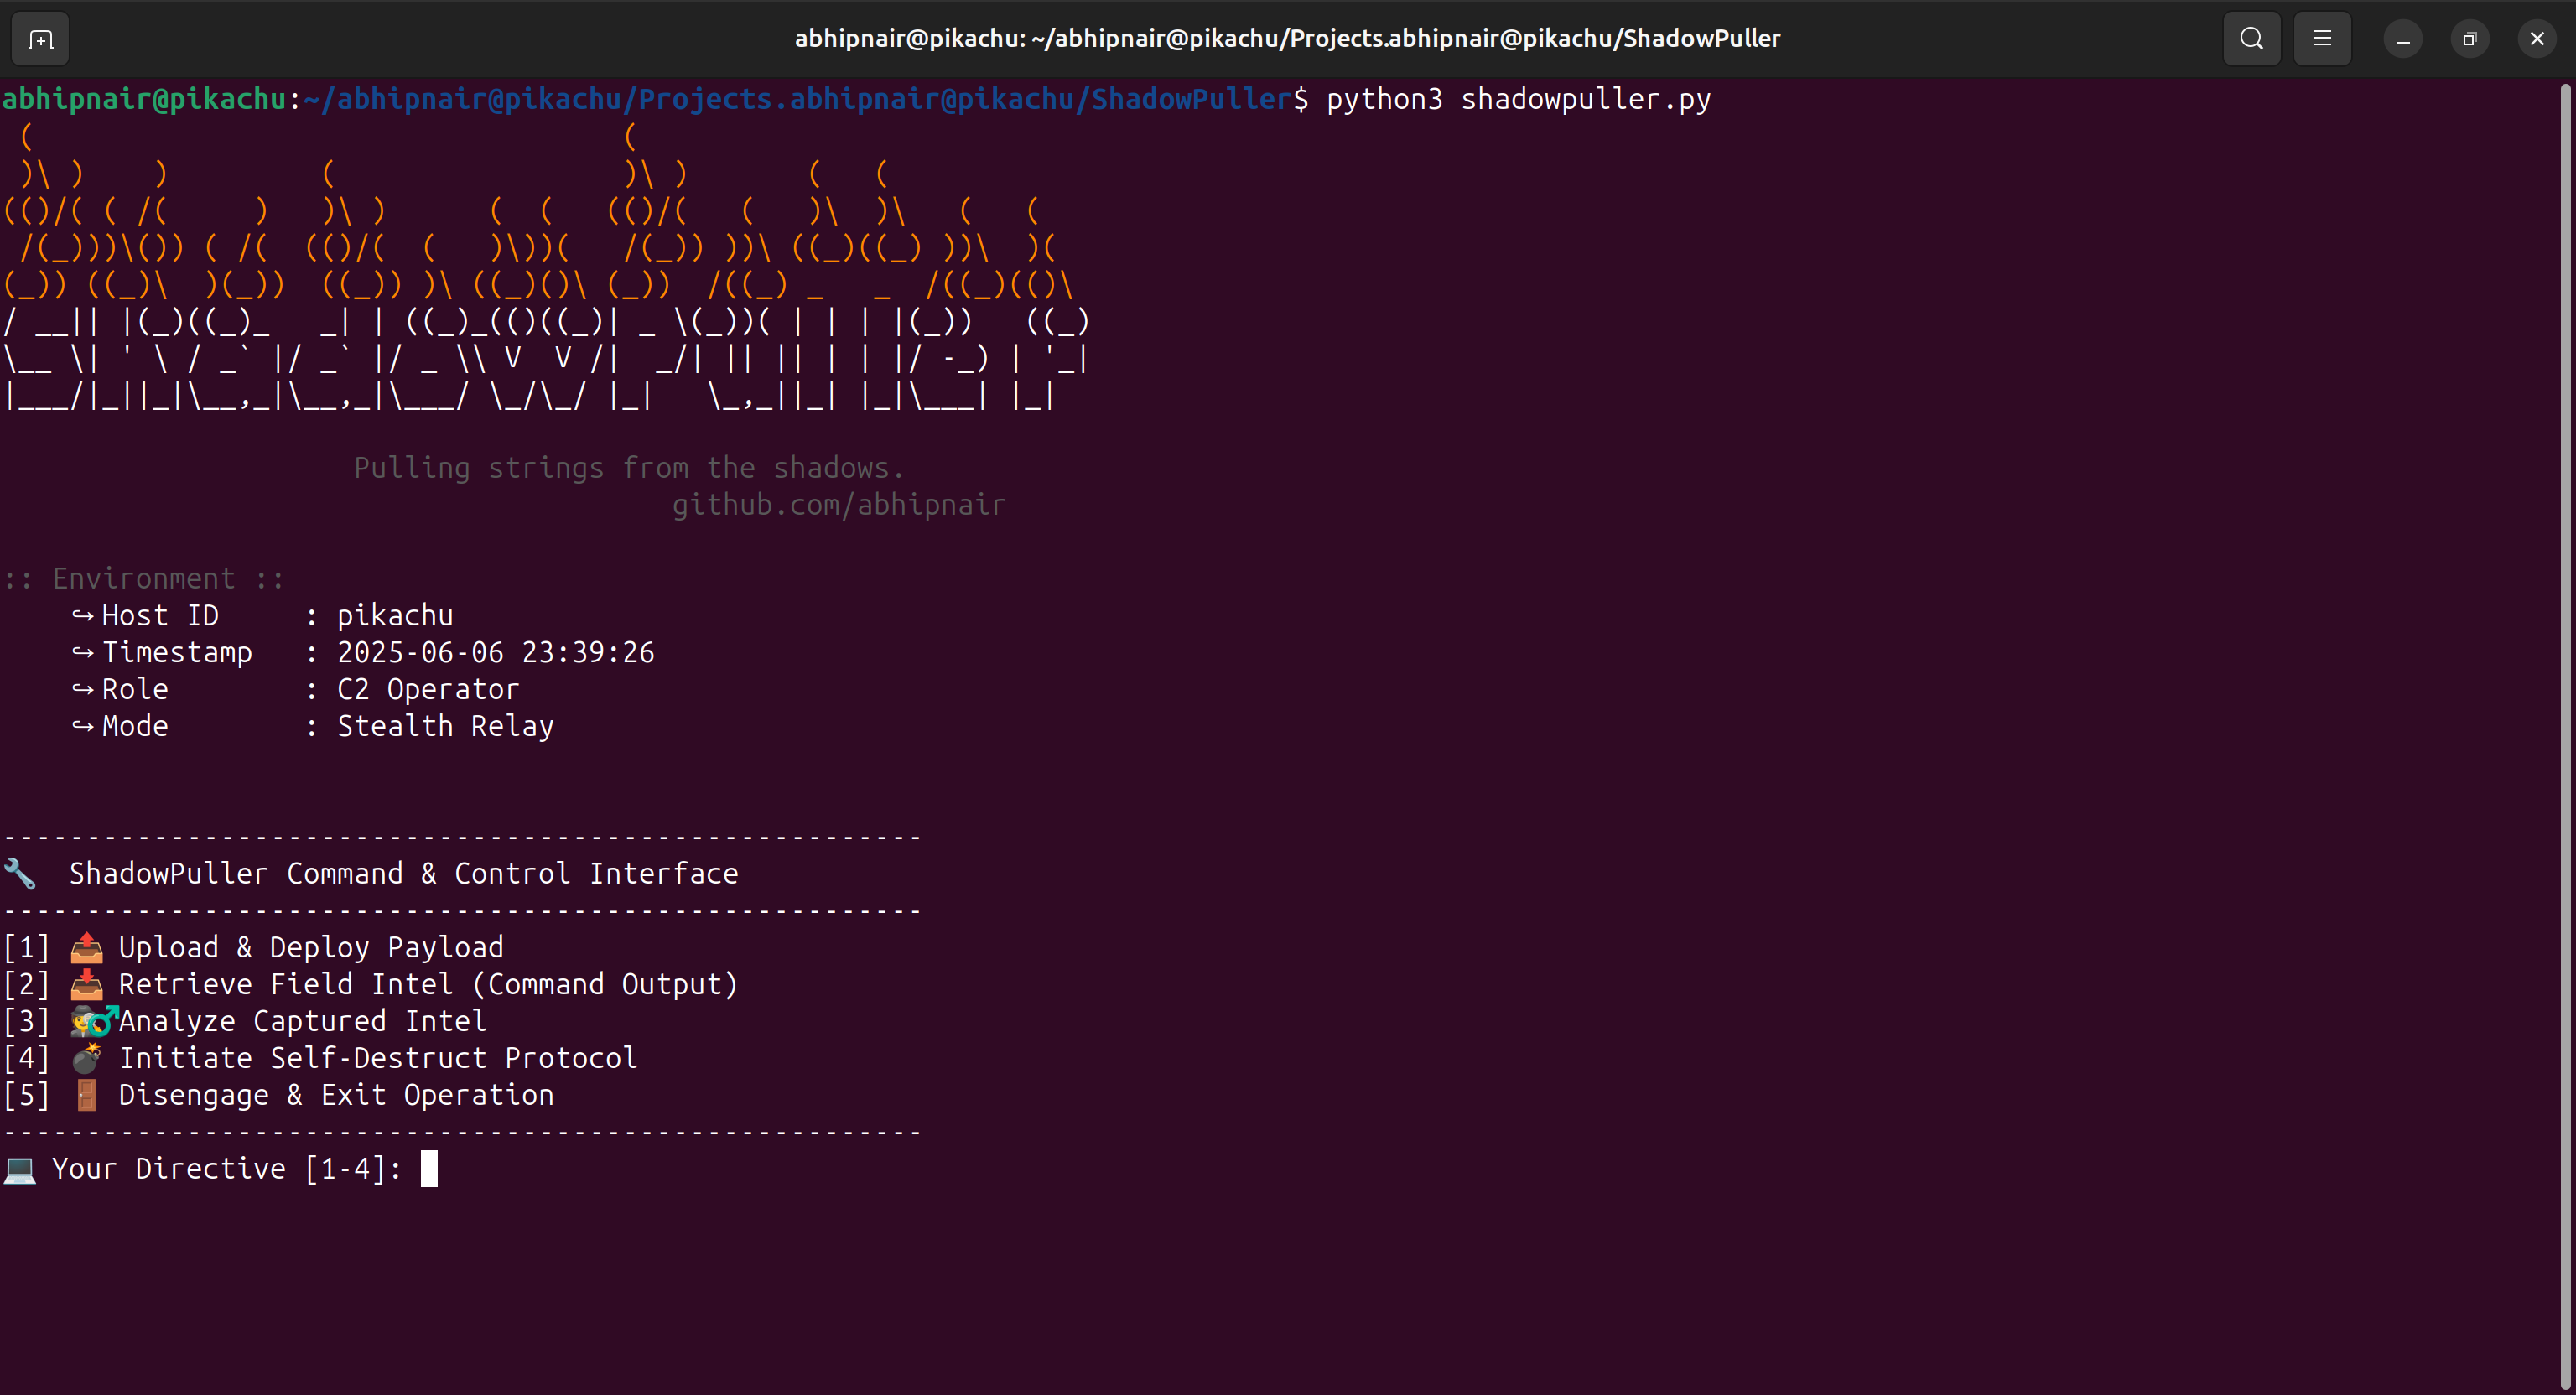 abhipnair@pikachu: ~/abhipnair@pikachu/Projects.abhipnair@pikachu/ShadowPuller
abhipnair@pikachu:~/abhipnair@pikachu/Projects.abhipnair@pikachu/ShadowPuller$ python3 shadowpuller.py
 (                                   (
 )\ )    )         (                 )\ )       (   (
(()/( ( /(     )   )\ )      (  (   (()/(   (   )\  )\   (   (
 /(_)))\()) ( /(  (()/(  (   )\))(   /(_)) ))\ ((_)((_) ))\  )(
(_)) ((_)\  )(_))  ((_)) )\ ((_)()\ (_))  /((_) _   _  /((_)(()\
/ __|| |(_)((_)_   _| | ((_)_(()((_)| _ \(_))( | | | |(_))   ((_)
\__ \| ' \ / _` |/ _` |/ _ \\ V  V /|  _/| || || | | |/ -_) | '_|
|___/|_||_|\__,_|\__,_|\___/ \_/\_/ |_|   \_,_||_| |_|\___| |_|
Pulling strings from the shadows.
github.com/abhipnair
:: Environment ::
↪ Host ID     : pikachu
↪ Timestamp   : 2025-06-06 23:39:26
↪ Role        : C2 Operator
↪ Mode        : Stealth Relay
-------------------------------------------------------
🔧  ShadowPuller Command & Control Interface
-------------------------------------------------------
[1] 📤 Upload & Deploy Payload
[2] 📥 Retrieve Field Intel (Command Output)
[3] 🕵️‍♂️ Analyze Captured Intel
[4] 💣 Initiate Self-Destruct Protocol
[5] 🚪 Disengage & Exit Operation
-------------------------------------------------------
💻 Your Directive [1-4]: